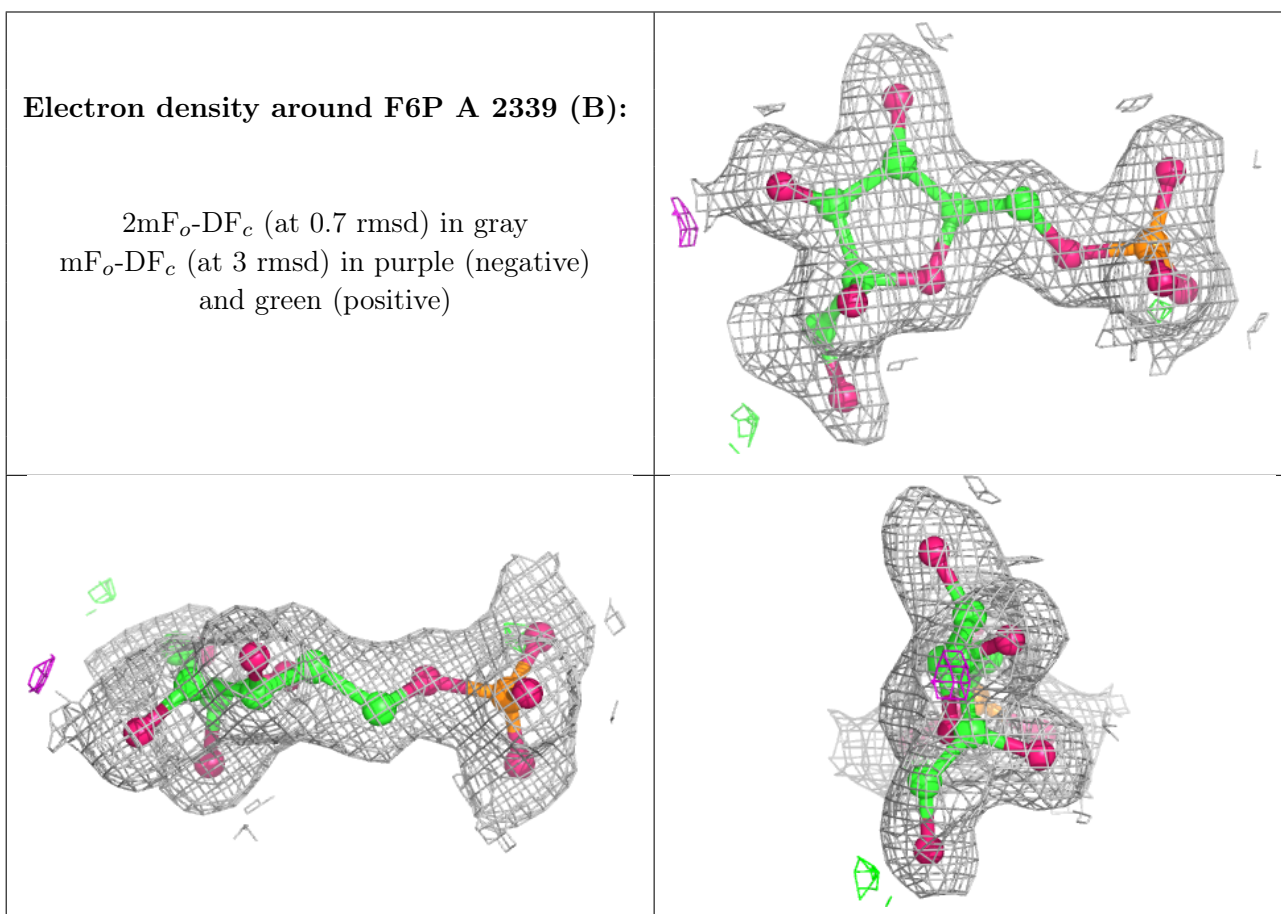 Electron density around F6P A 2339 (B):
2mFo-DFc (at 0.7 rmsd) in gray
mFo-DFc (at 3 rmsd) in purple (negative)
and green (positive)